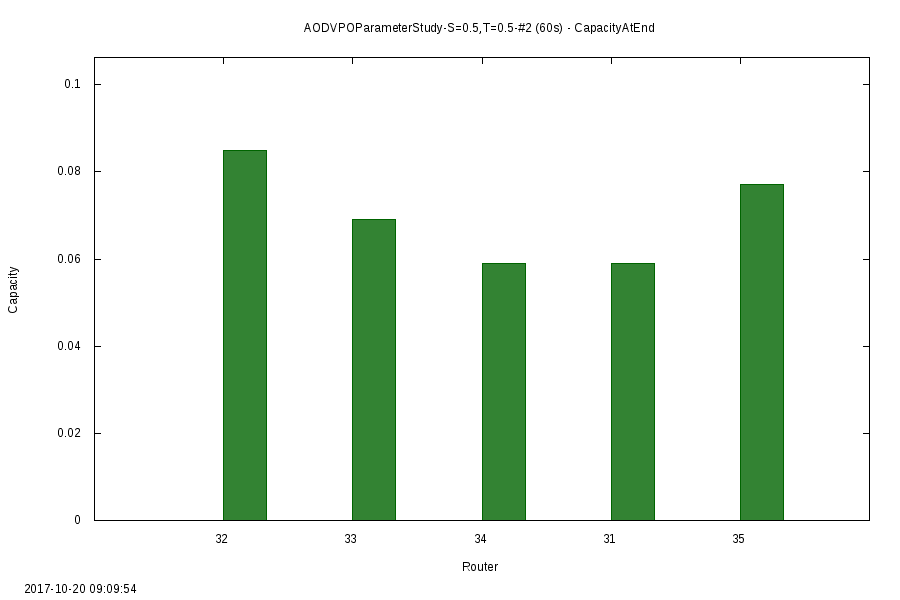 AODVPOParameterStudy-S=0.5,T=0.5-#2 (60s) - CapacityAtEnd
0.1
0.08
0.06
0.04
0.02
0
Capacity
32 33 34 31 35
Router
2017-10-20 09:09:54